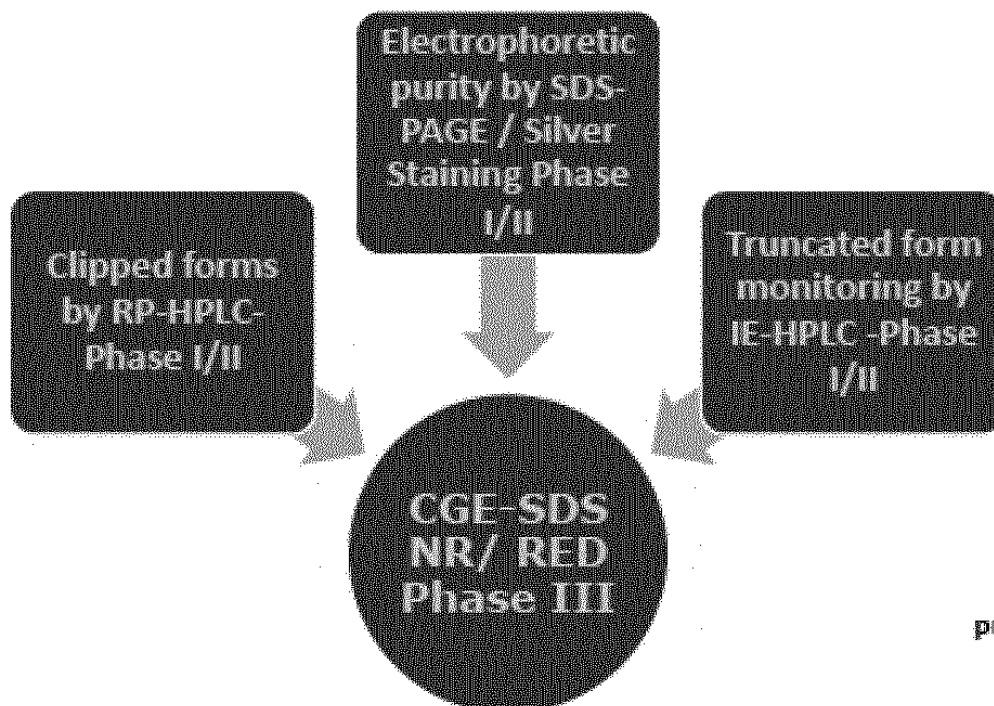 Electrophoretic
purity by SDS-
PAGE / Silver
Staining Phase
I/II
Clipped forms
by RP-HPLC-
Phase I/II
Truncated form
monitoring by
IE-HPLC -Phase
I/II
CGE-SDS
NR/ RED
Phase III